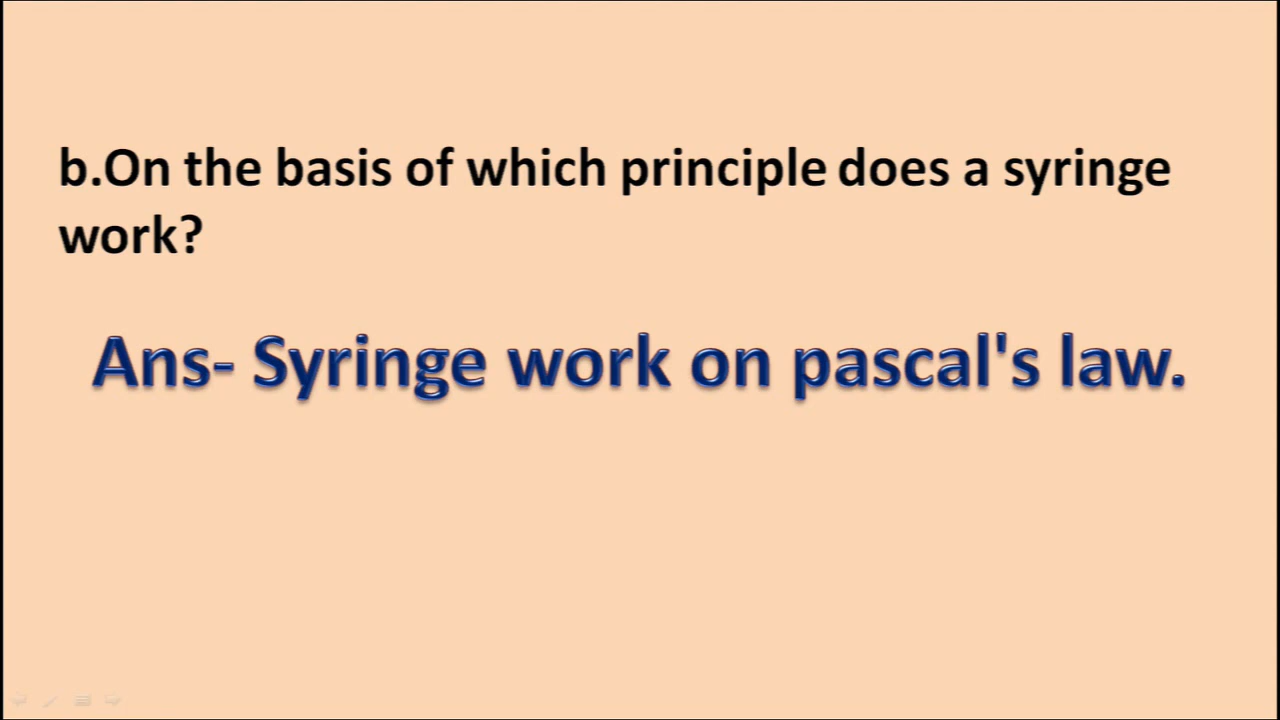 b.On the basis of which principle does a syringe
work?
Ans- Syringe work on pascal's law.